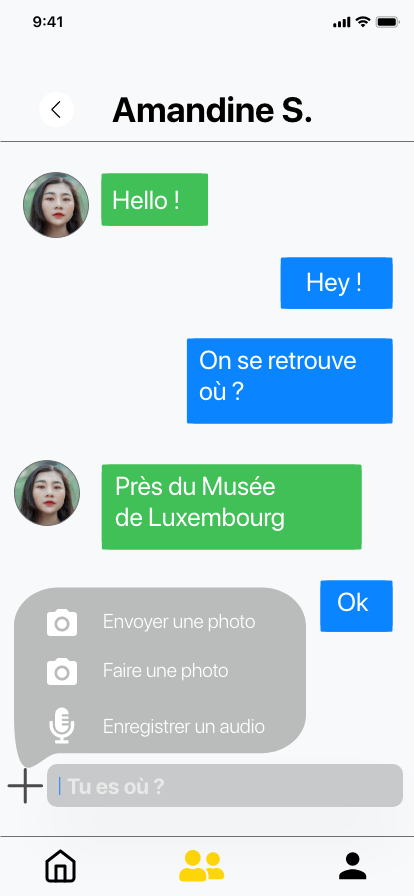 9:41
Amandine S.
Hello !
Hey !
On se retrouve
où ?
Près du Musée
de Luxembourg
Ok
Envoyer une photo
Faire une photo
Enregistrer un audio
Tu es où ?